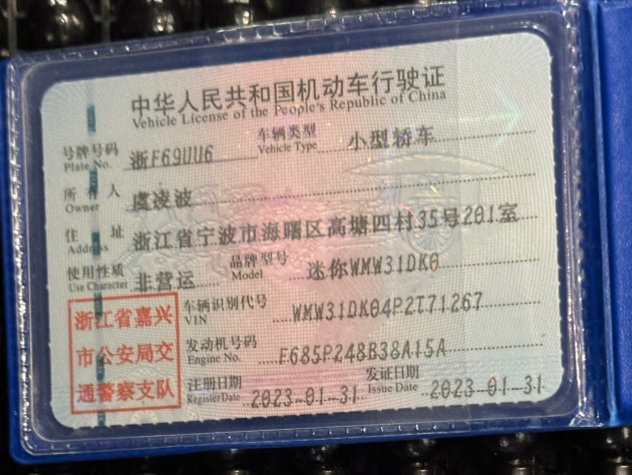 中华人民共和国机动车行驶证
Vehicle License of the People's Republic of China
号牌号码 浙F69UU6 车辆类型 小型轿车
Plate No. Vehicle Type
所有人 虞凌波
Owner
住址 浙江省宁波市海曙区高塘四村35号201室
Address
使用性质 非营运 品牌型号 迷你WMW31DK0
Use Character Model
浙江省嘉兴
市公安局交
通警察支队
车辆识别代号 WMW31DK04P2T71267
VIN
发动机号码 F685P248B38A15A
Engine No.
注册日期 2023-01-31 发证日期 2023-01-31
Register Date Issue Date